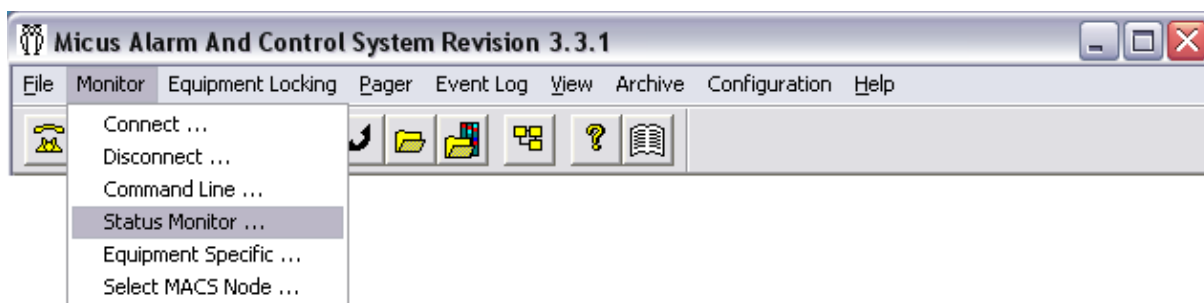 Micus Alarm And Control System Revision 3.3.1
File Monitor Equipment Locking Pager Event Log View Archive Configuration Help
Connect ...
Disconnect ...
Command Line ...
Status Monitor ...
Equipment Specific ...
Select MACS Node ...